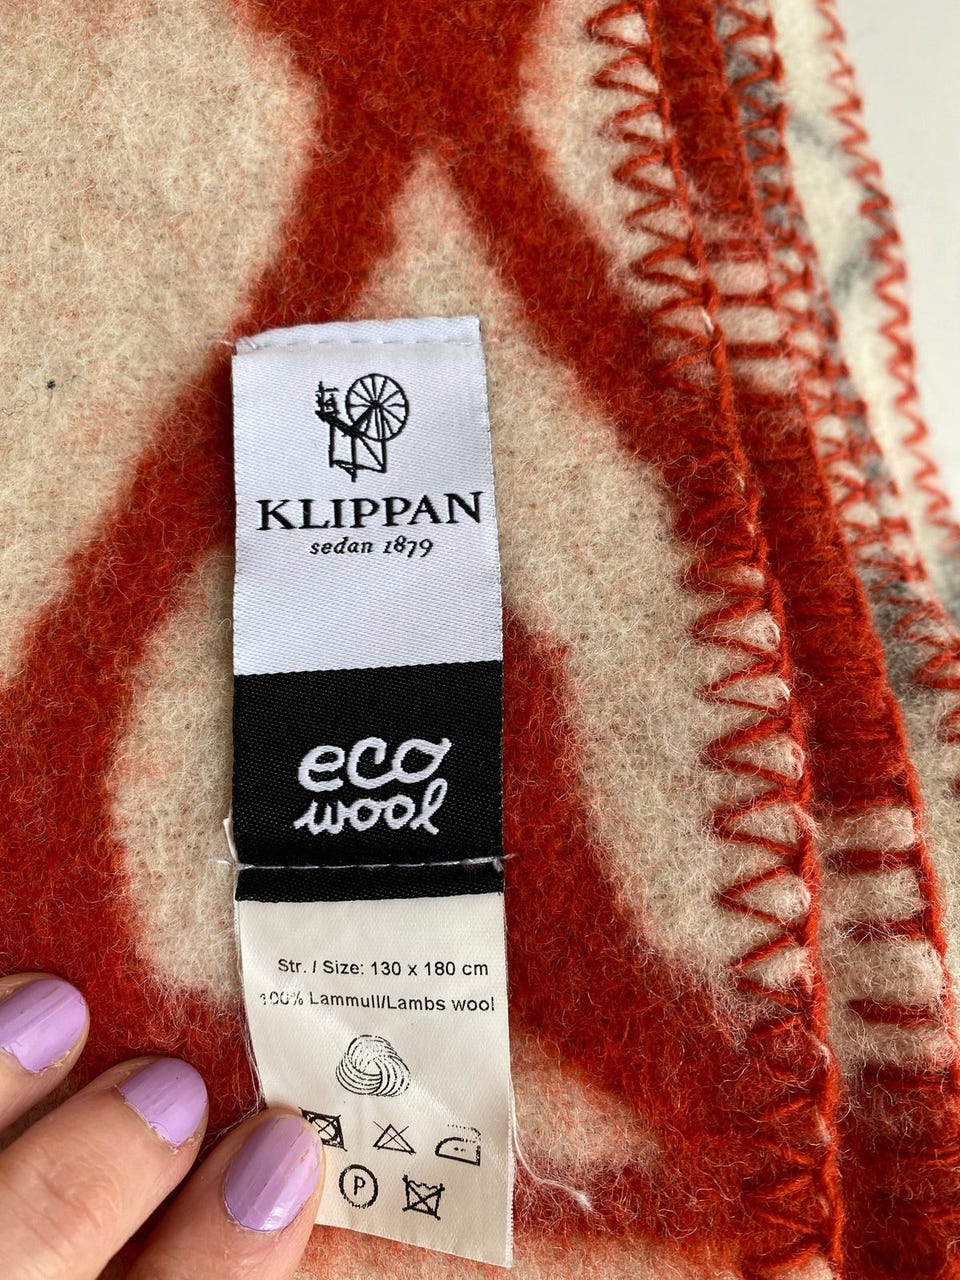 KLIPPAN
sedan 1879
eco
wool
Str. / Size: 130 x 180 cm
100% Lammull/Lambs wool
P